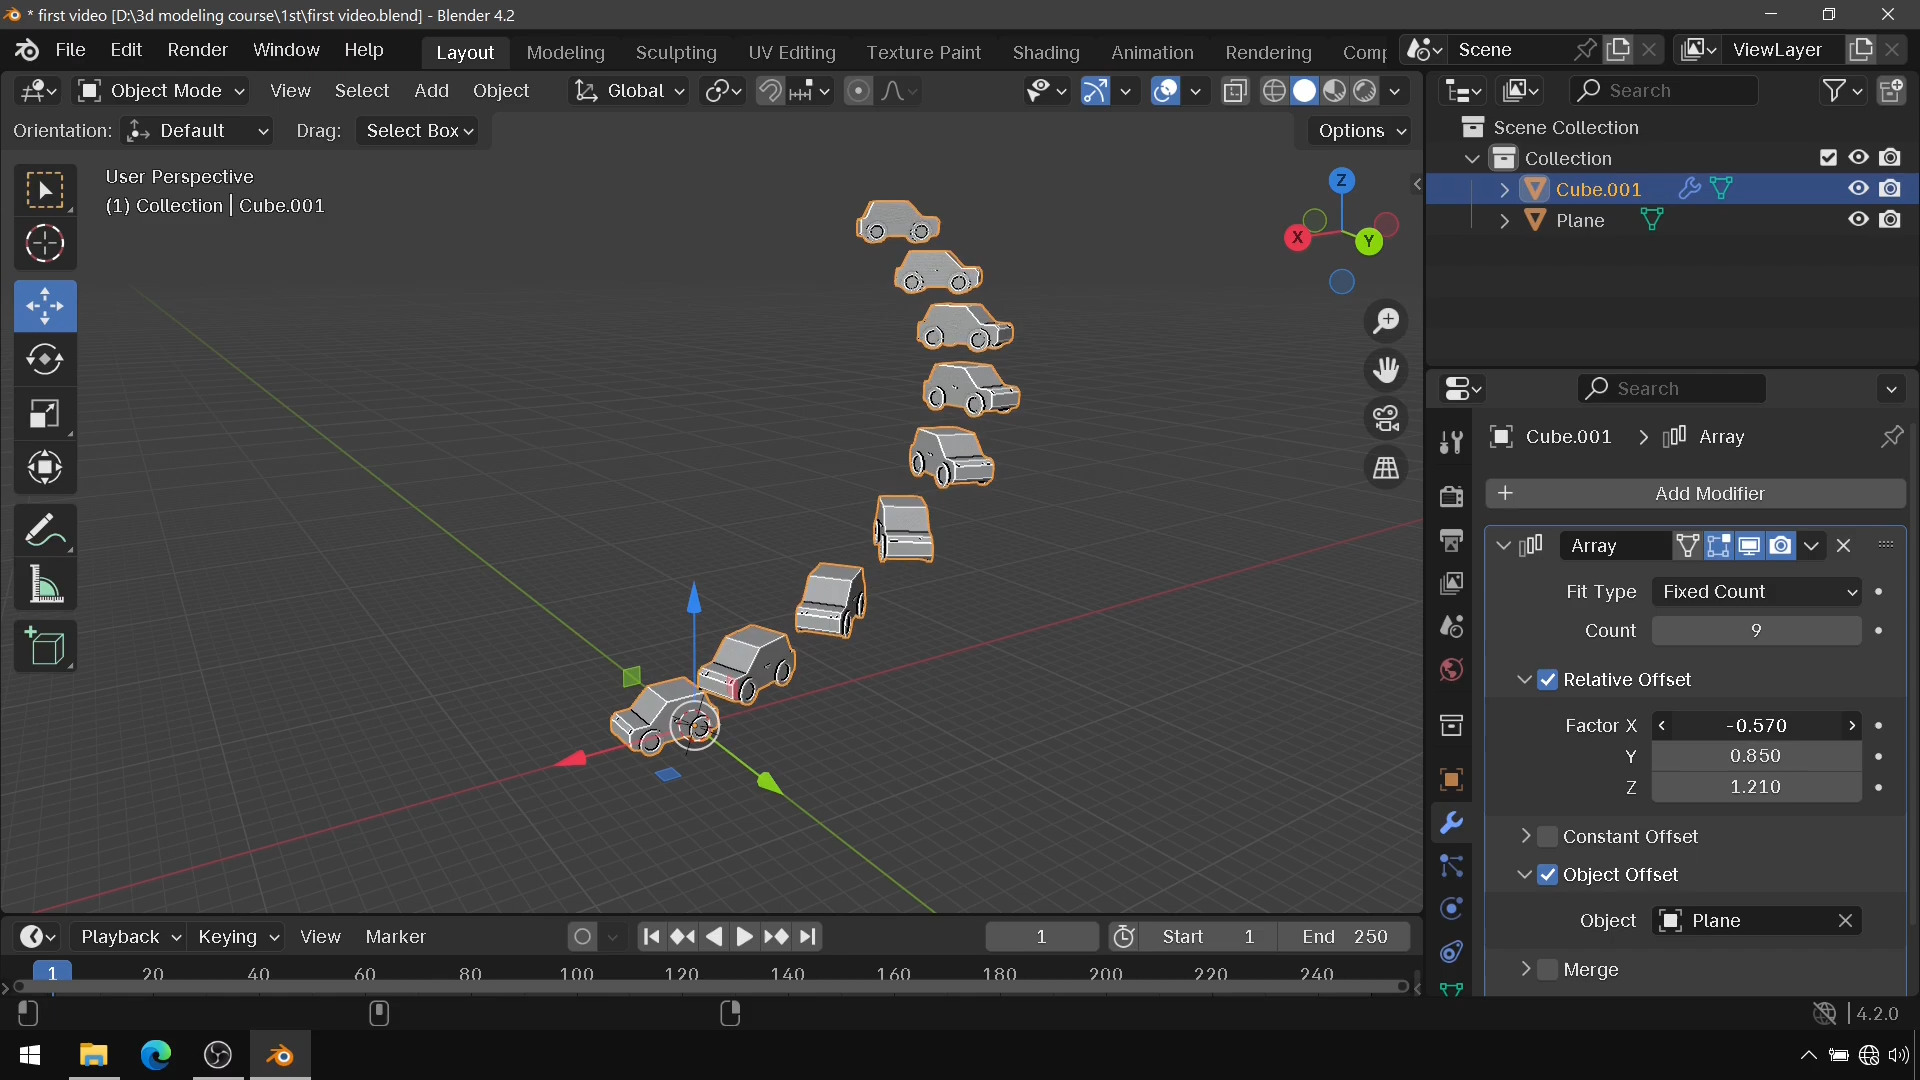 * first video [D:\3d modeling course\1st\first video.blend] - Blender 4.2
File Edit Render Window Help Layout Modeling Sculpting UV Editing Texture Paint Shading Animation Rendering Comp Scene ViewLayer
Object Mode View Select Add Object Global Search
Orientation: Default Drag: Select Box Options
Scene Collection
Collection
Cube.001
Plane
User Perspective
(1) Collection | Cube.001
Z
X
Y
Search
Cube.001 > Array
+ Add Modifier
Array
Fit Type Fixed Count
Count 9
Relative Offset
Factor X -0.570
Y 0.850
Z 1.210
Constant Offset
Object Offset
Object Plane
Merge
Playback Keying View Marker 1 Start 1 End 250
1 20 40 60 80 100 120 140 160 180 200 220 240
4.2.0